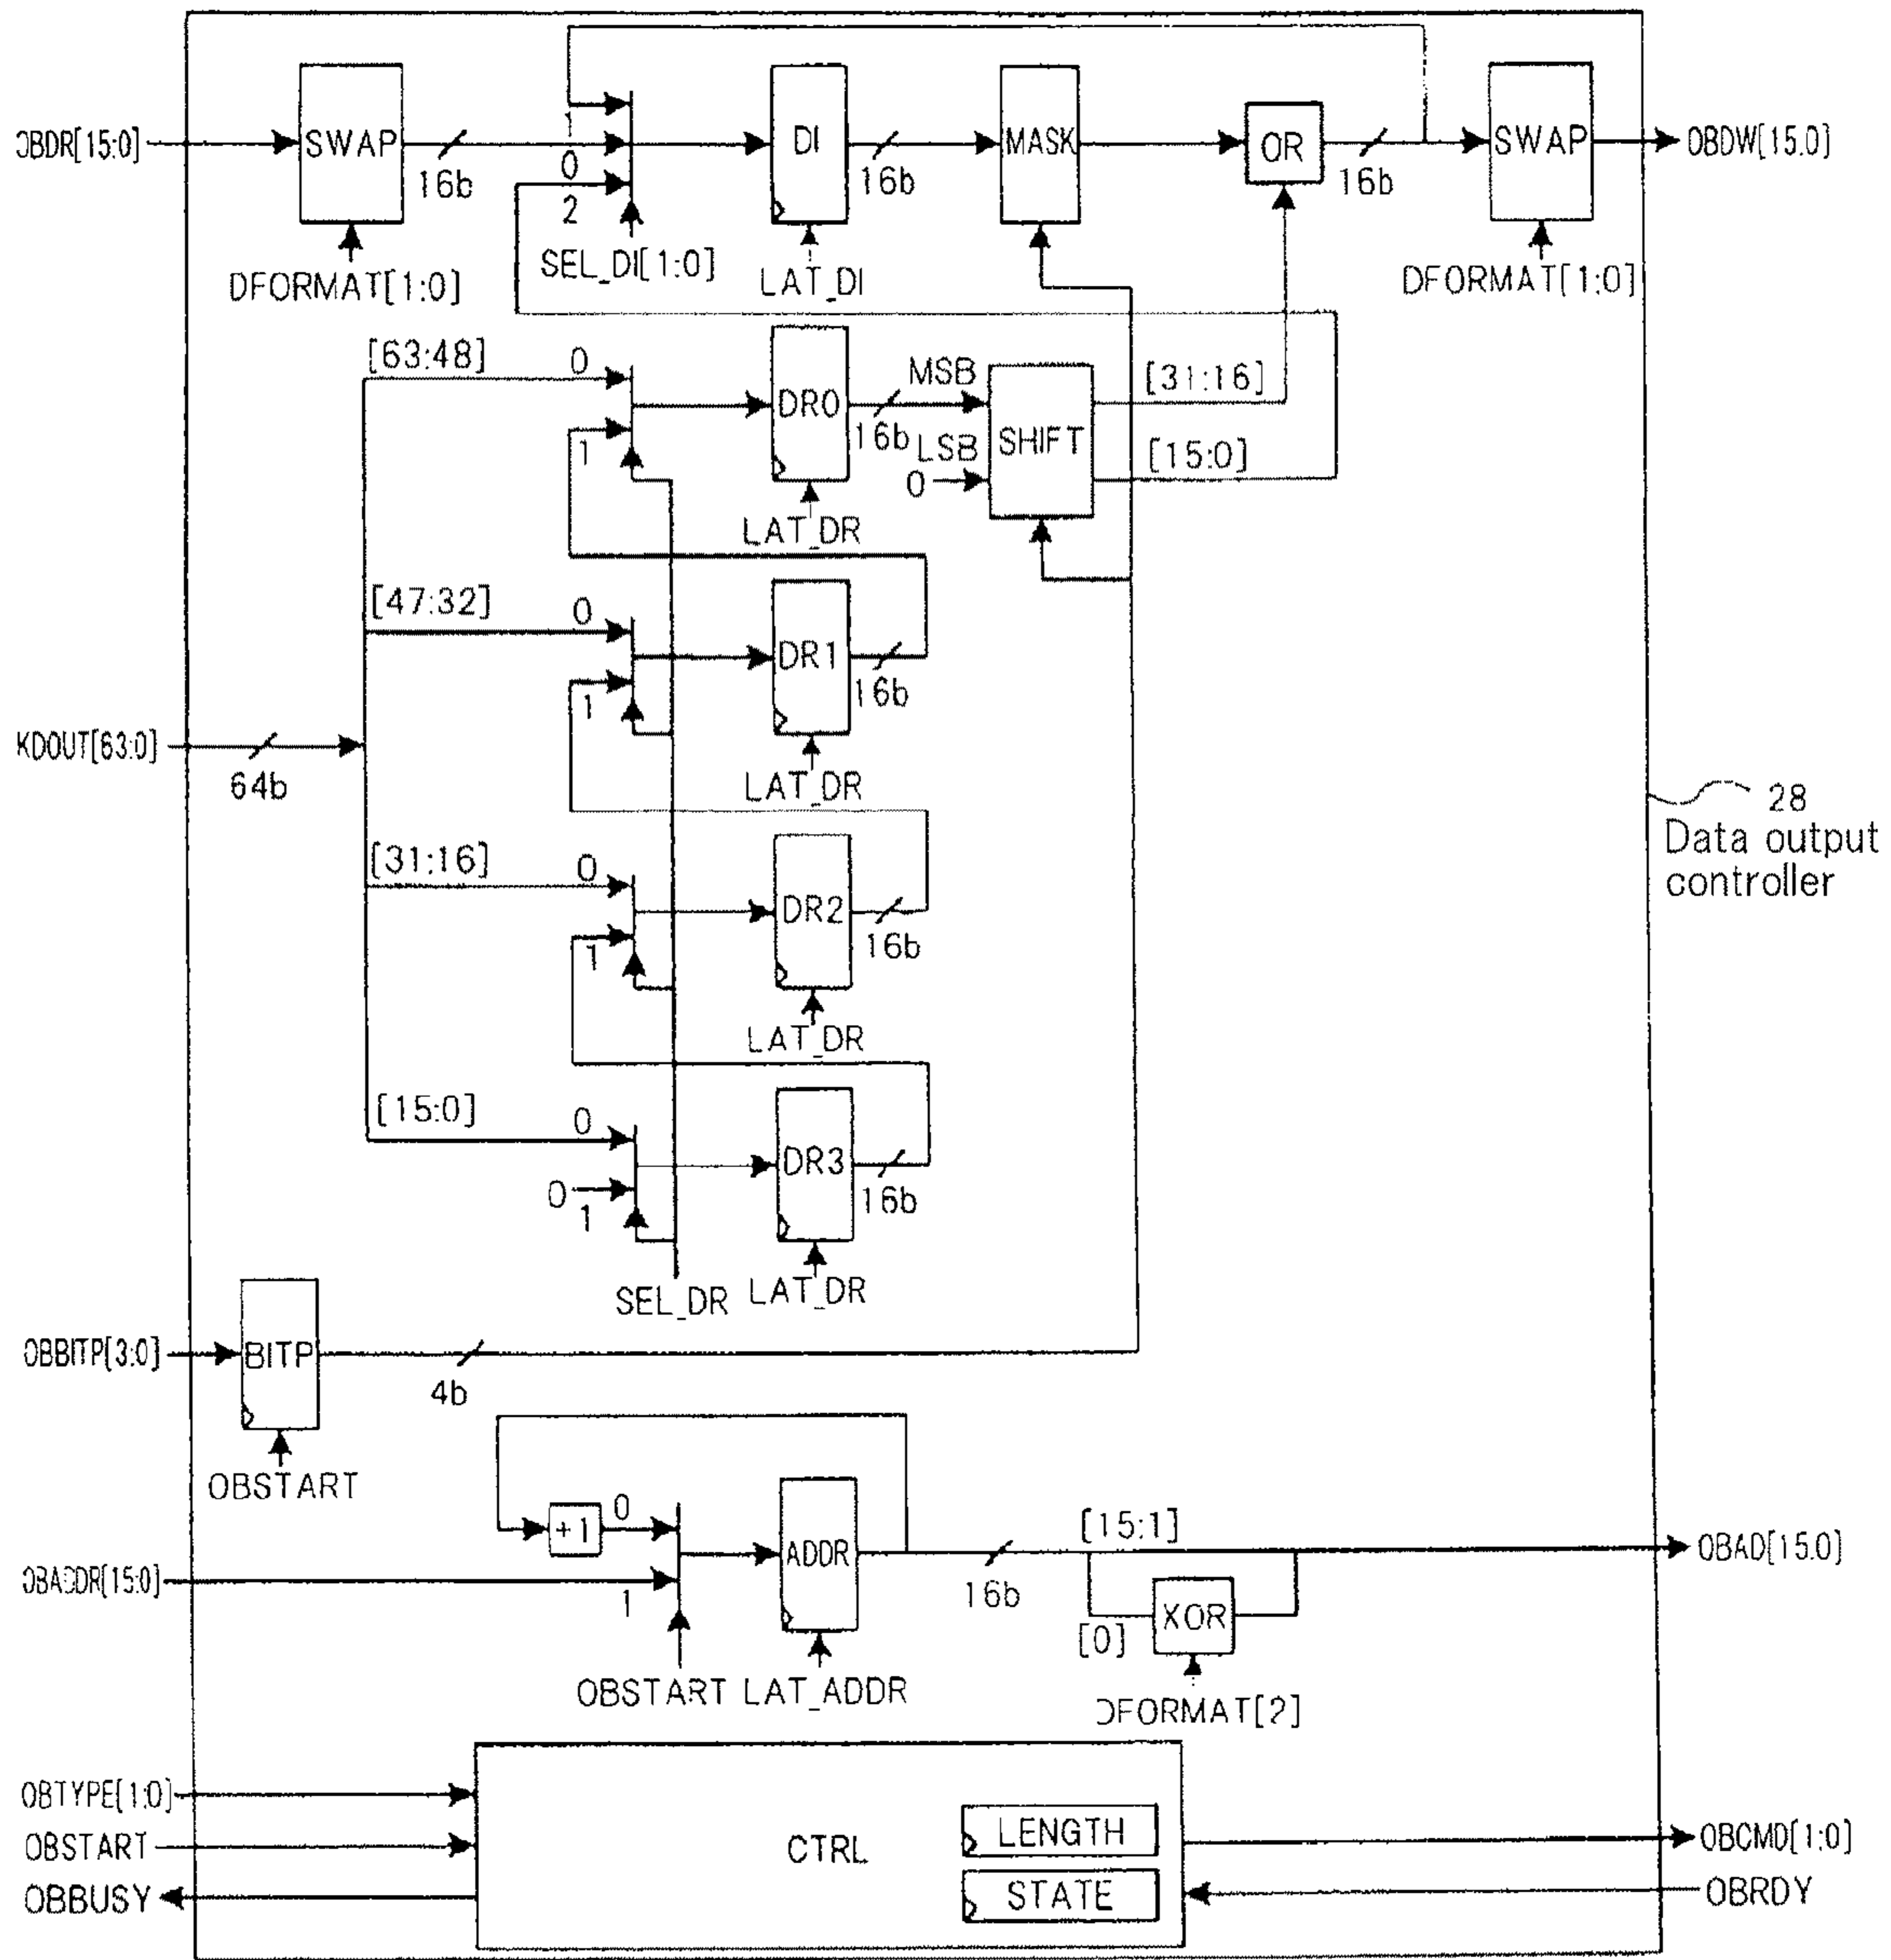 OBDR[15:0]
SWAP
16b
DFORMAT[1:0]
1
0
2
SEL_DI[1:0]
DI
16b
LAT_DI
MASK
OR
16b
SWAP
DFORMAT[1:0]
OBDW[15:0]
[63:48]
0
1
DR0
16b
LAT_DR
MSB
LSB
0
SHIFT
[31:16]
[15:0]
[47:32]
0
1
DR1
16b
LAT_DR
KDOUT[63:0]
64b
28
Data output
controller
[31:16]
0
1
DR2
16b
LAT_DR
[15:0]
0
0
1
DR3
16b
SEL_DR
LAT_DR
OBBITP[3:0]
BITP
4b
OBSTART
OBADDR[15:0]
+1
0
1
OBSTART
ADDR
LAT_ADDR
16b
[15:1]
[0]
XOR
DFORMAT[2]
OBAD[15:0]
OBTYPE[1:0]
OBSTART
OBBUSY
CTRL
LENGTH
STATE
OBCMD[1:0]
OBRDY